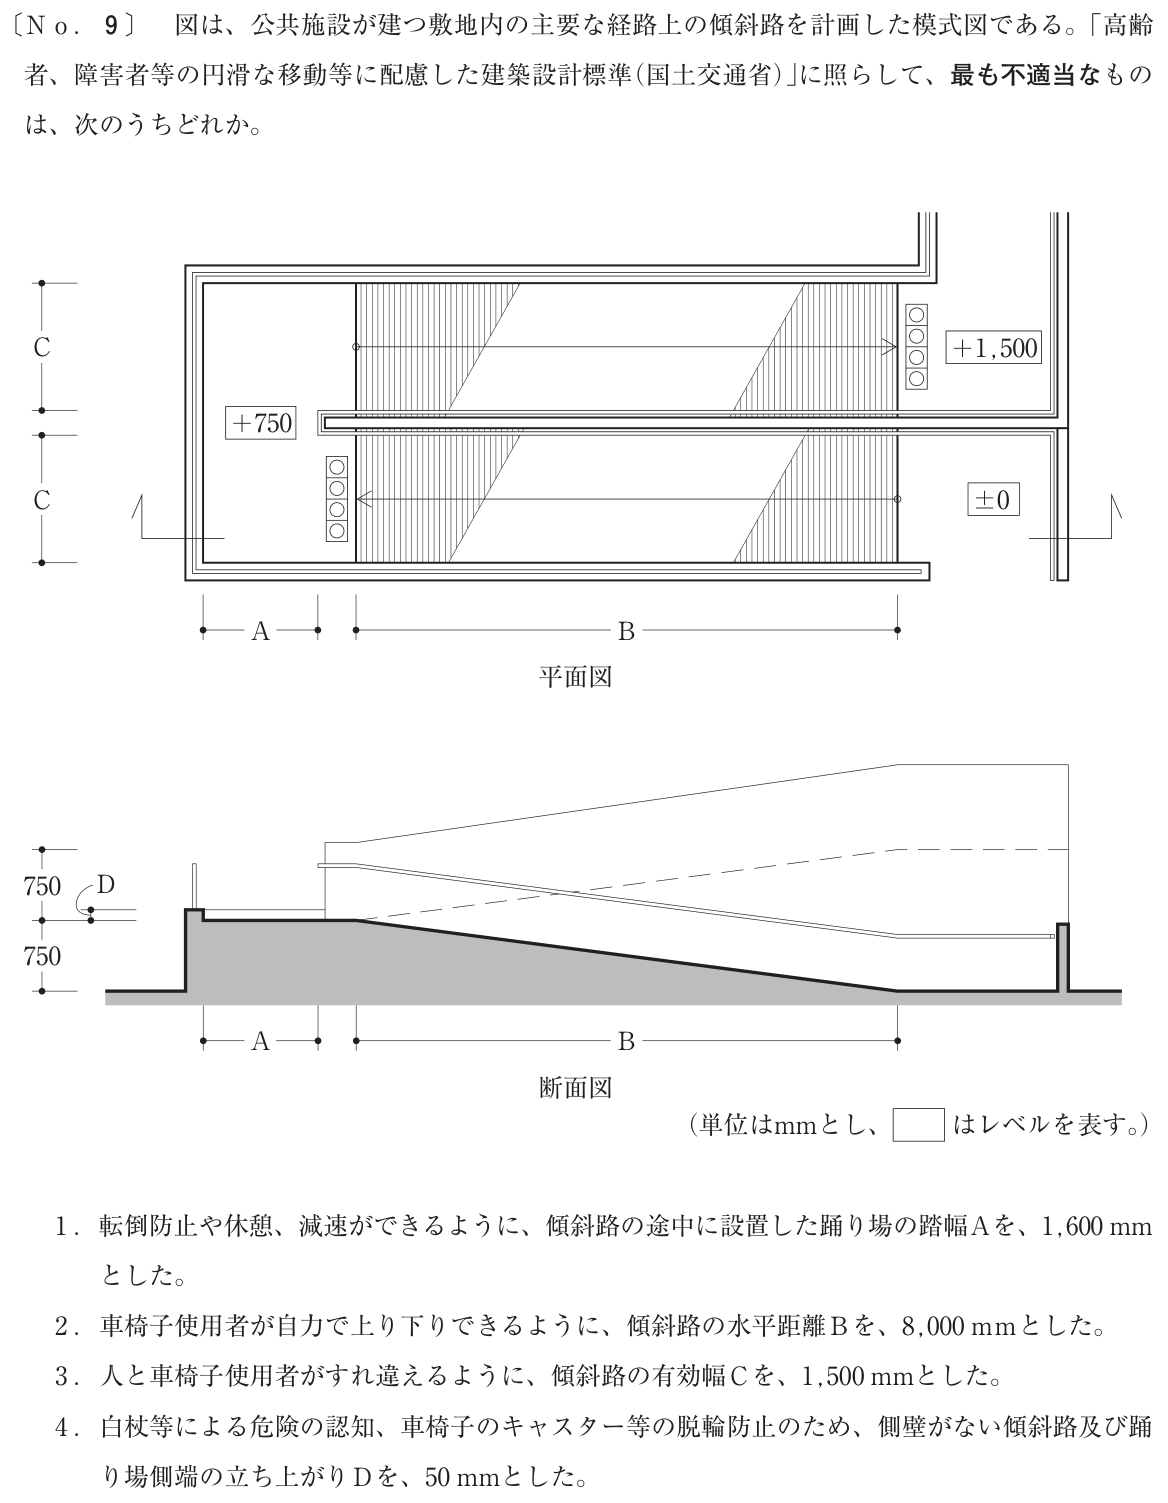 〔Ｎｏ．９〕　図は、公共施設が建つ敷地内の主要な経路上の傾斜路を計画した模式図である。「高齢
者、障害者等の円滑な移動等に配慮した建築設計標準(国土交通省)」に照らして、最も不適当なもの
は、次のうちどれか。
C
+1,500
+750
C
±0
A
B
平面図
750
D
750
A
B
断面図
(単位はmmとし、　　はレベルを表す。)
１．転倒防止や休憩、減速ができるように、傾斜路の途中に設置した踊り場の踏幅Ａを、1,600 mm
とした。
２．車椅子使用者が自力で上り下りできるように、傾斜路の水平距離Ｂを、8,000 mmとした。
３．人と車椅子使用者がすれ違えるように、傾斜路の有効幅Ｃを、1,500 mmとした。
４．白杖等による危険の認知、車椅子のキャスター等の脱輪防止のため、側壁がない傾斜路及び踊
り場側端の立ち上がりＤを、50 mmとした。